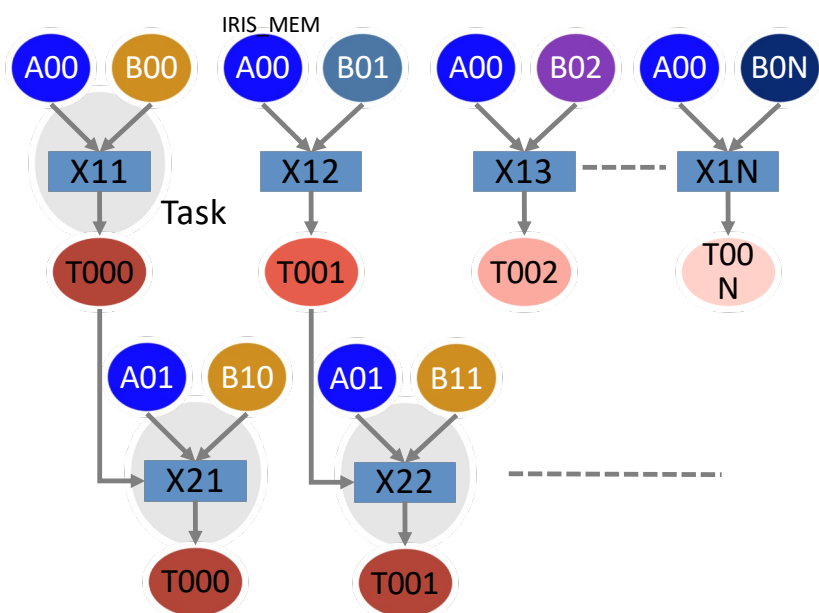 IRIS_MEM
A00 B00 A00 B01 A00 B02 A00 B0N
X11 X12 X13 X1N
Task
T000 T001 T002 T00
N
A01 B10 A01 B11
X21 X22
T000 T001